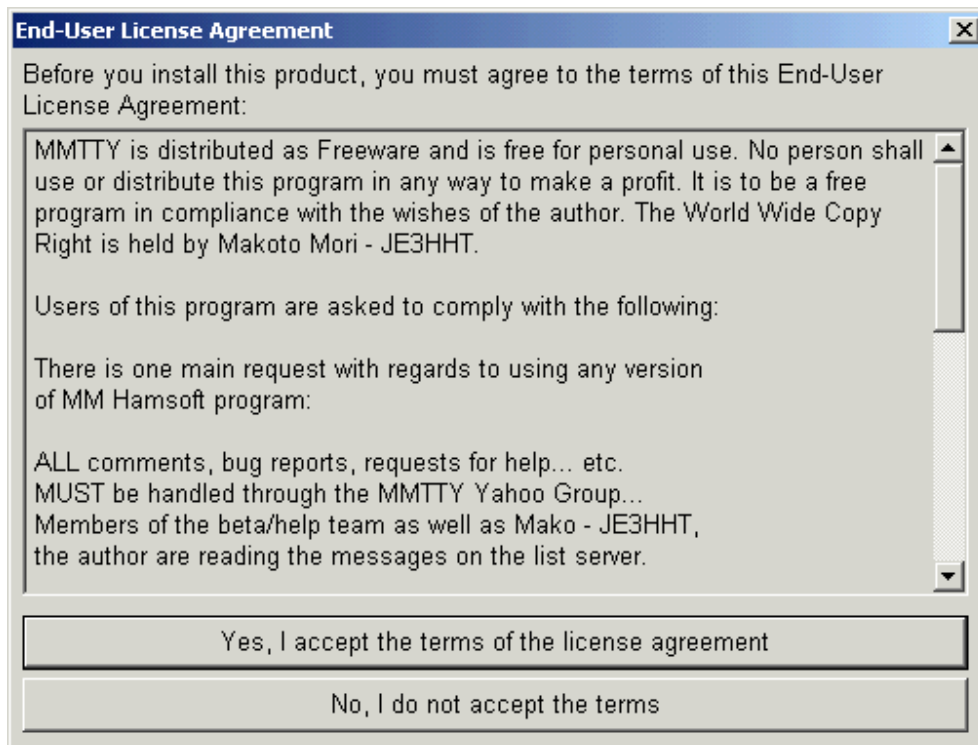 End-User License Agreement
Before you install this product, you must agree to the terms of this End-User
License Agreement:
MMTTY is distributed as Freeware and is free for personal use. No person shall
use or distribute this program in any way to make a profit. It is to be a free
program in compliance with the wishes of the author. The World Wide Copy
Right is held by Makoto Mori - JE3HHT.
Users of this program are asked to comply with the following:
There is one main request with regards to using any version
of MM Hamsoft program:
ALL comments, bug reports, requests for help... etc.
MUST be handled through the MMTTY Yahoo Group...
Members of the beta/help team as well as Mako - JE3HHT,
the author are reading the messages on the list server.
Yes, I accept the terms of the license agreement
No, I do not accept the terms